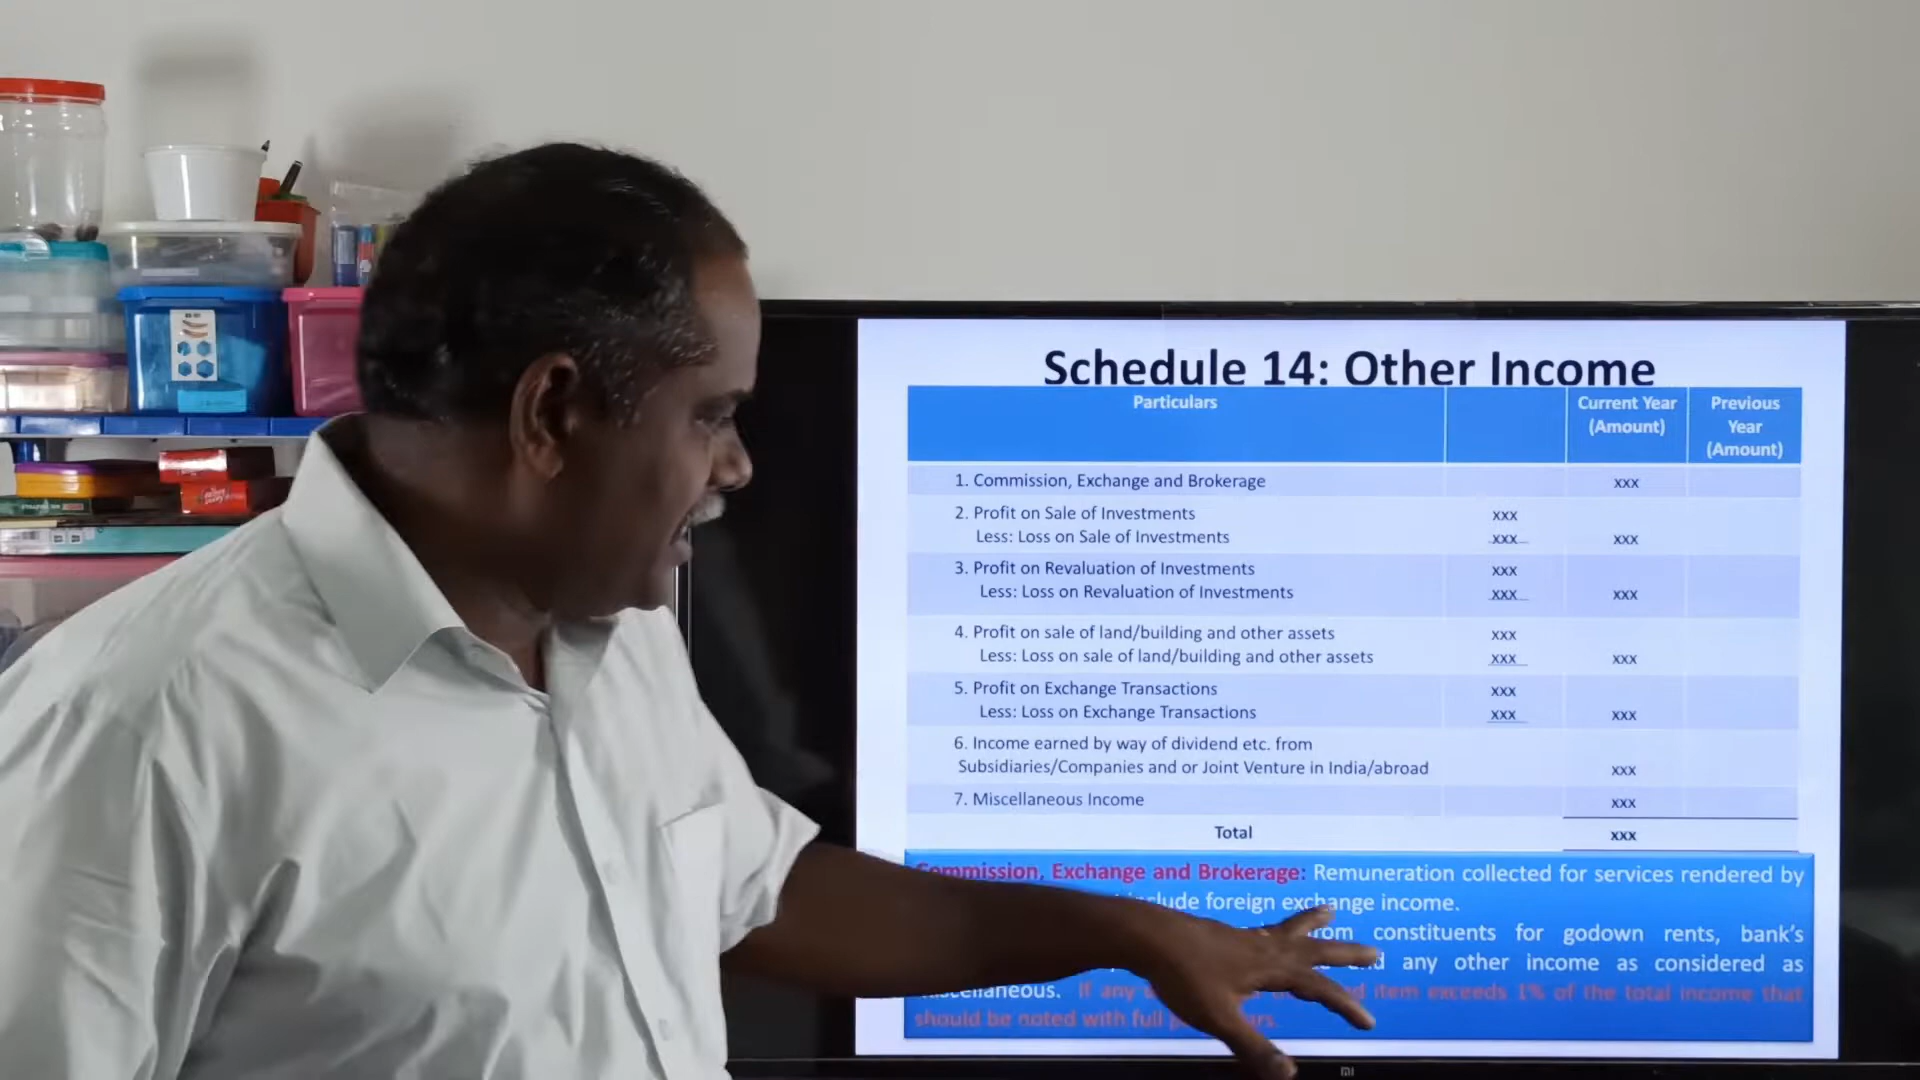 Schedule 14: Other Income
Particulars
Current Year (Amount)
Previous Year (Amount)
1. Commission, Exchange and Brokerage xxx
2. Profit on Sale of Investments xxx
Less: Loss on Sale of Investments xxx xxx
3. Profit on Revaluation of Investments xxx
Less: Loss on Revaluation of Investments xxx xxx
4. Profit on sale of land/building and other assets xxx
Less: Loss on sale of land/building and other assets xxx xxx
5. Profit on Exchange Transactions xxx
Less: Loss on Exchange Transactions xxx xxx
6. Income earned by way of dividend etc. from
Subsidiaries/Companies and or Joint Venture in India/abroad xxx
7. Miscellaneous Income xxx
Total xxx
Commission, Exchange and Brokerage: Remuneration collected for services rendered by
include foreign exchange income.
from constituents for godown rents, bank's
and any other income as considered as
miscellaneous. If any item exceeds 1% of the total income that
should be noted with full
mi